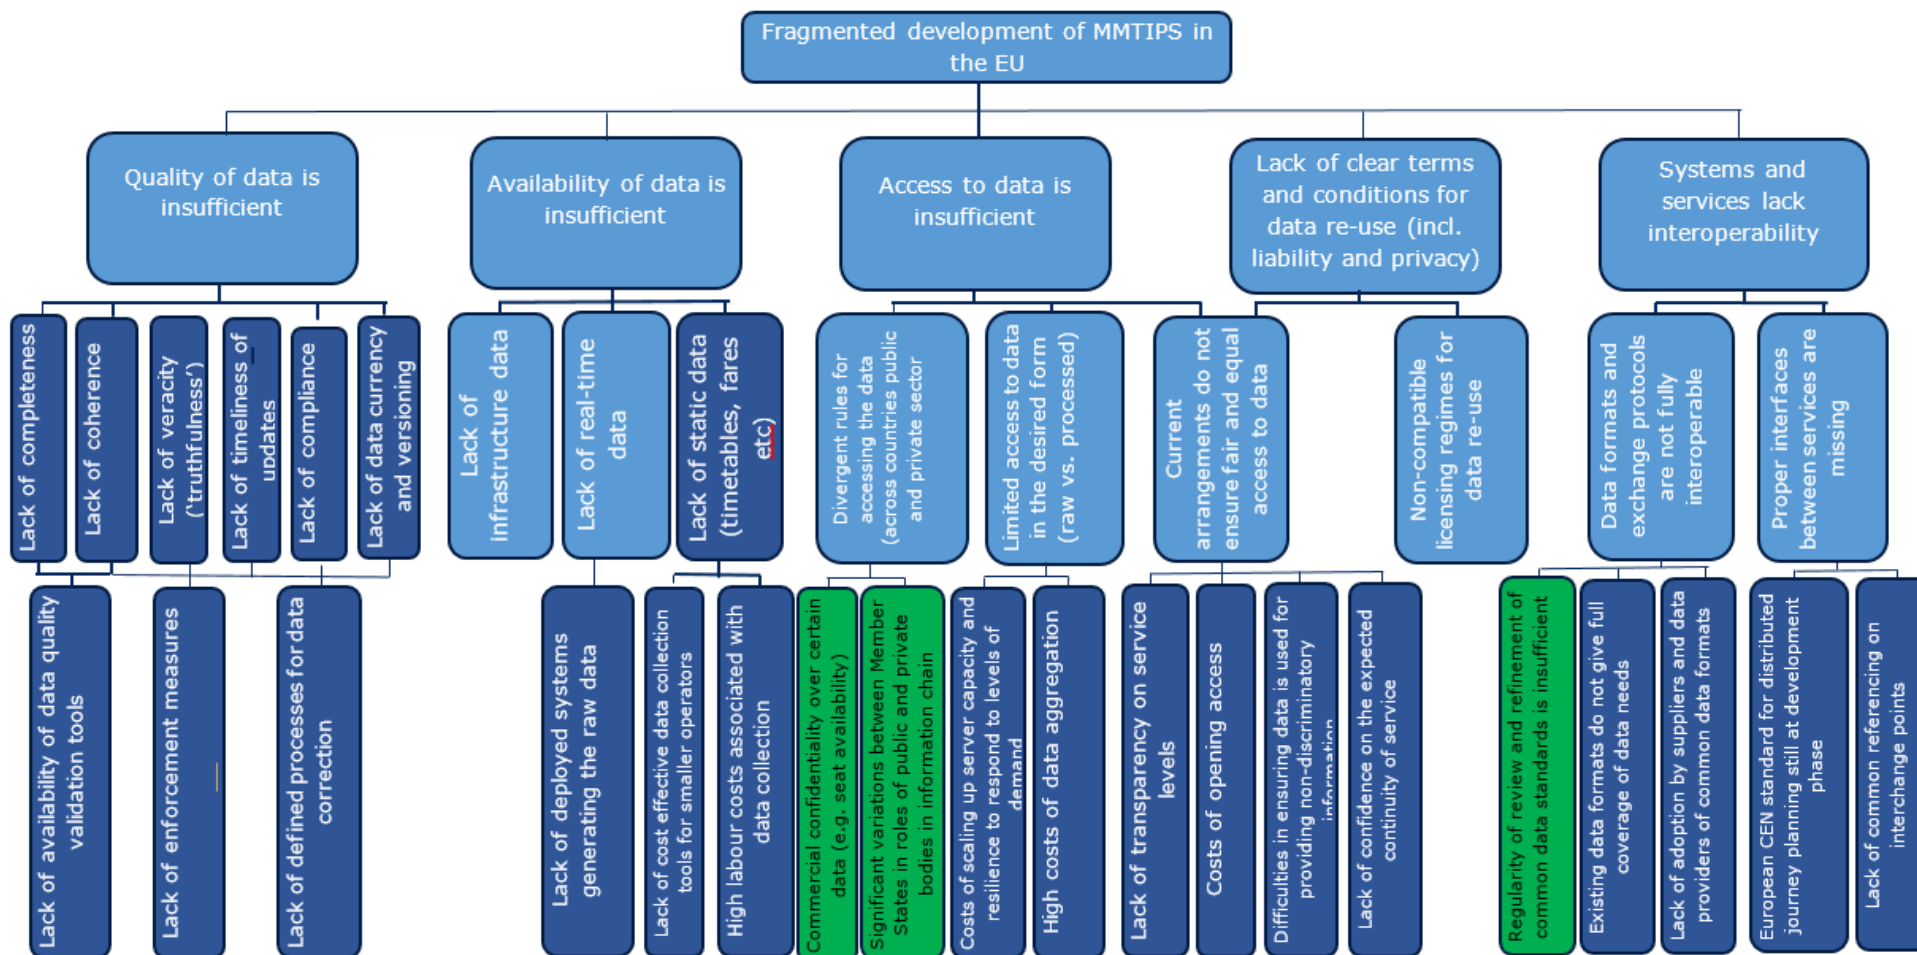 Fragmented development of MMTIPS in
the EU
Quality of data is
insufficient
Availability of data is
insufficient
Access to data is
insufficient
Lack of clear terms
and conditions for
data re-use (incl.
liability and privacy)
Systems and
services lack
interoperability
Lack of completeness
Lack of coherence
Lack of veracity
('truthfulness')
Lack of timeliness of
updates
Lack of compliance
Lack of data currency
and versioning
Lack of
infrastructure data
Lack of real-time
data
Lack of static data
(timetables, fares
etc)
Divergent rules for
accessing the data
(across countries public
and private sector
Limited access to data
in the desired form
(raw vs. processed)
Current
arrangements do not
ensure fair and equal
access to data
Non-compatible
licensing regimes for
data re-use
Data formats and
exchange protocols
are not fully
interoperable
Proper interfaces
between services are
missing
Lack of availability of data quality
validation tools
Lack of enforcement measures
Lack of defined processes for data
correction
Lack of deployed systems
generating the raw data
Lack of cost effective data collection
tools for smaller operators
High labour costs associated with
data collection
Commercial confidentiality over certain
data (e.g. seat availability)
Significant variations between Member
States in roles of public and private
bodies in information chain
Costs of scaling up server capacity and
resilience to respond to levels of
demand
High costs of data aggregation
Lack of transparency on service
levels
Costs of opening access
Difficulties in ensuring data is used for
providing non-discriminatory
information
Lack of confidence on the expected
continuity of service
Regularity of review and refinement of
common data standards is insufficient
Existing data formats do not give full
coverage of data needs
Lack of adoption by suppliers and data
providers of common data formats
European CEN standard for distributed
journey planning still at development
phase
Lack of common referencing on
interchange points